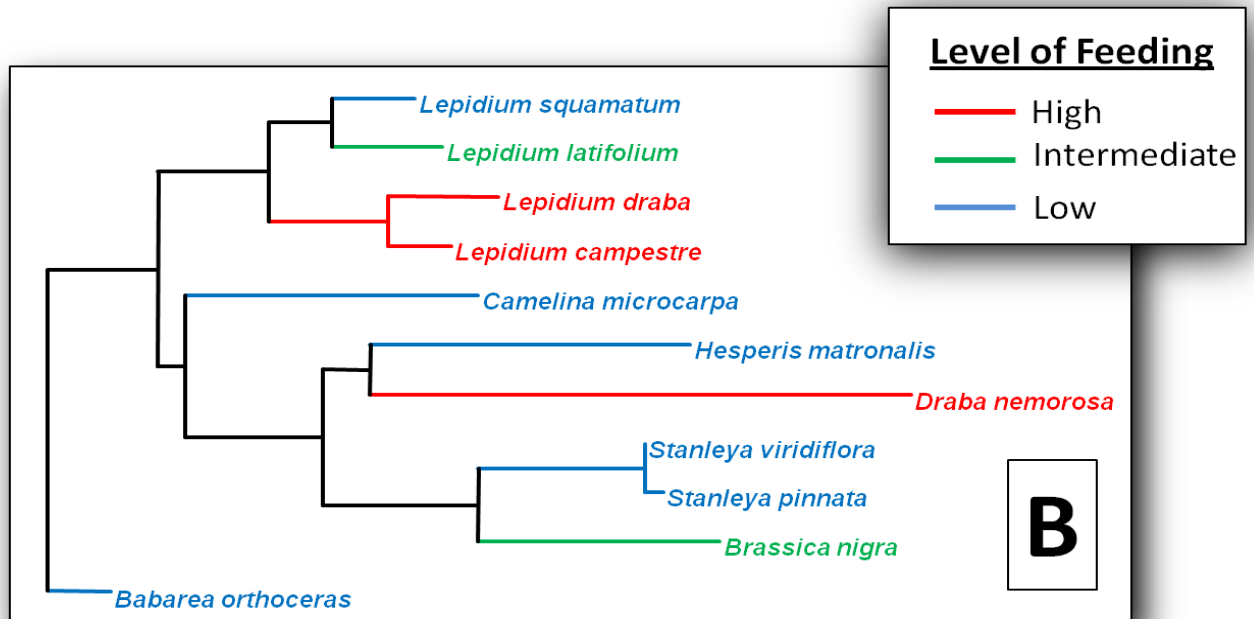 Level of Feeding
High
Intermediate
Low
Lepidium squamatum
Lepidium latifolium
Lepidium draba
Lepidium campestre
Camelina microcarpa
Hesperis matronalis
Draba nemorosa
Stanleya viridiflora
Stanleya pinnata
Brassica nigra
Babarea orthoceras
B